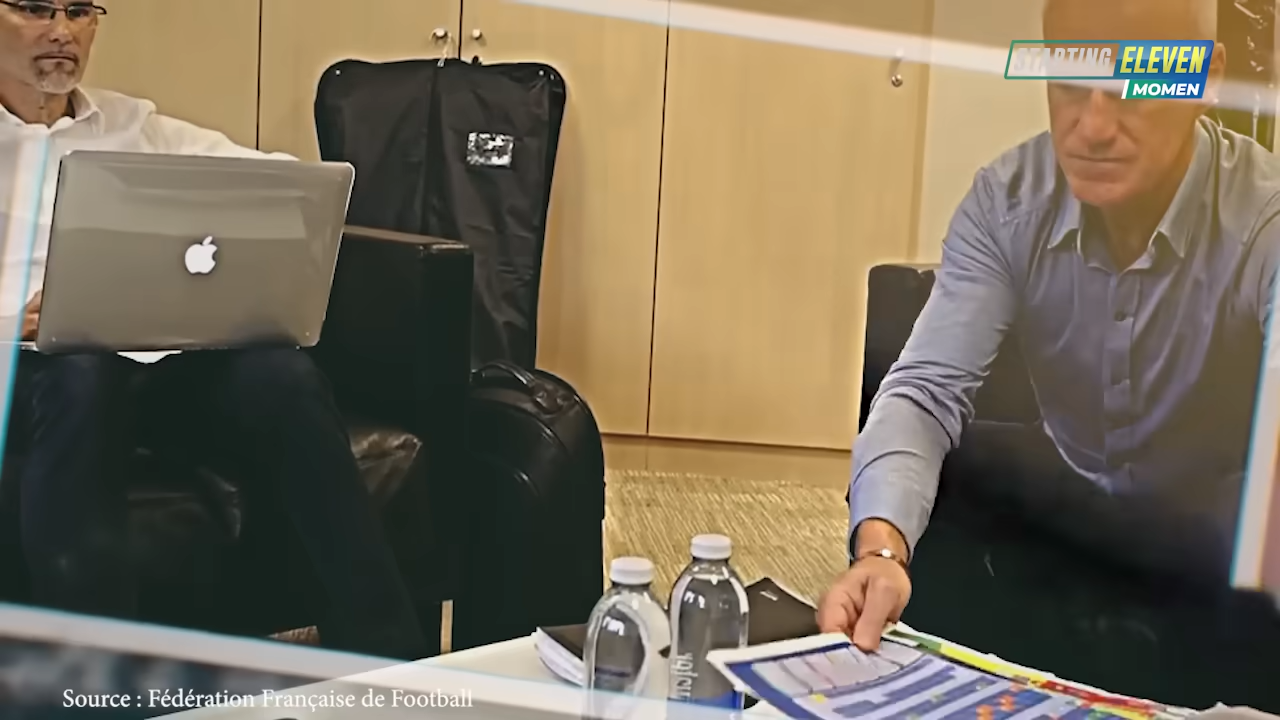 STARTING ELEVEN
MOMEN
Source : Fédération Française de Football